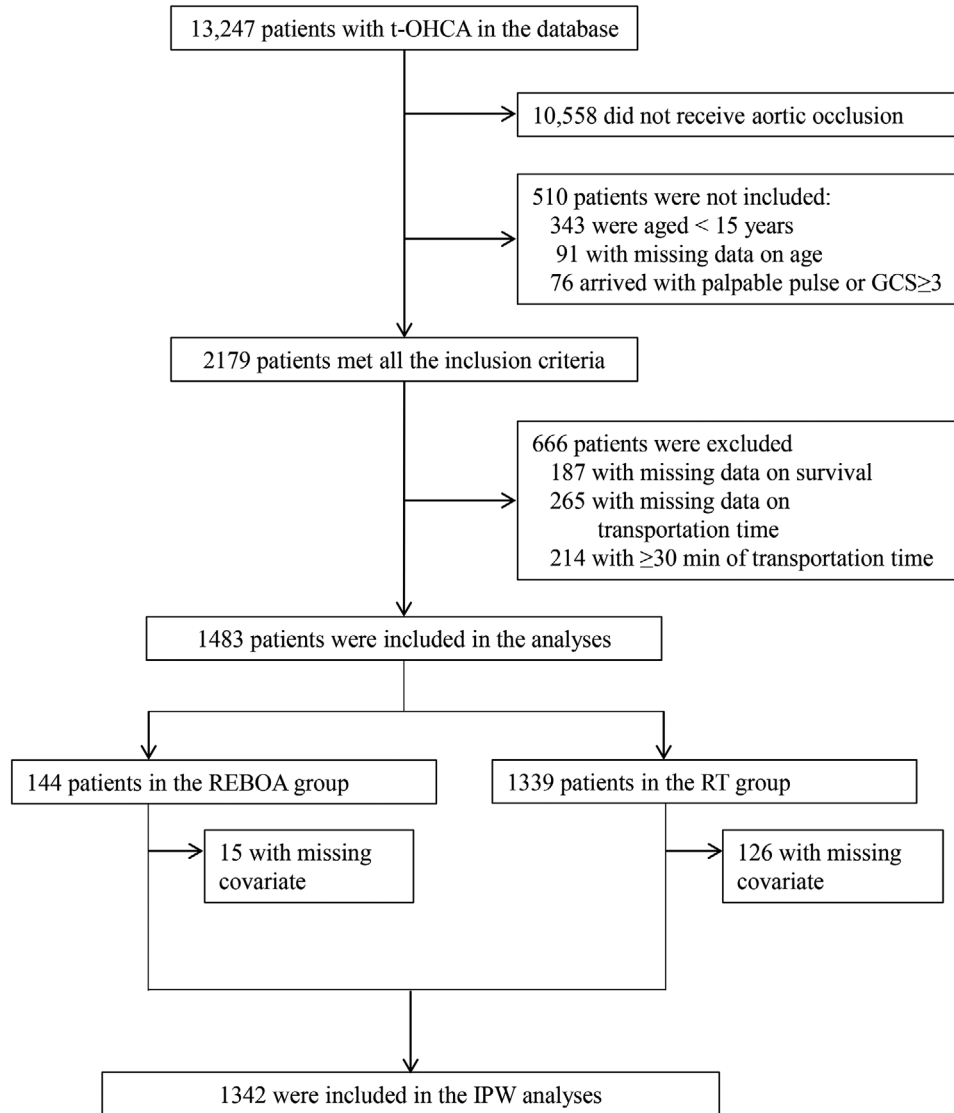 13,247 patients with t-OHCA in the database
10,558 did not receive aortic occlusion
510 patients were not included:
343 were aged < 15 years
91 with missing data on age
76 arrived with palpable pulse or GCS≥3
2179 patients met all the inclusion criteria
666 patients were excluded
187 with missing data on survival
265 with missing data on
transportation time
214 with ≥30 min of transportation time
1483 patients were included in the analyses
144 patients in the REBOA group
1339 patients in the RT group
15 with missing
covariate
126 with missing
covariate
1342 were included in the IPW analyses